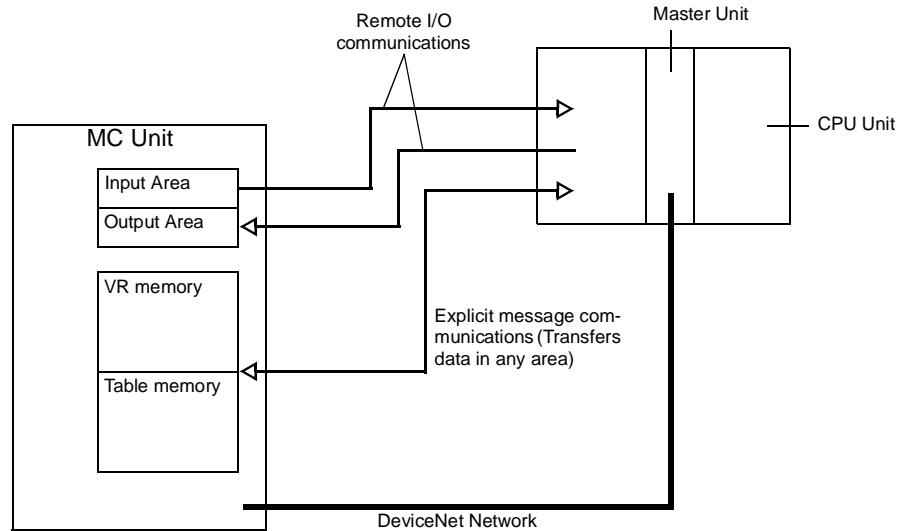 Remote I/O
communications
Master Unit
CPU Unit
MC Unit
Input Area
Output Area
VR memory
Table memory
Explicit message com-
munications (Transfers
data in any area)
DeviceNet Network